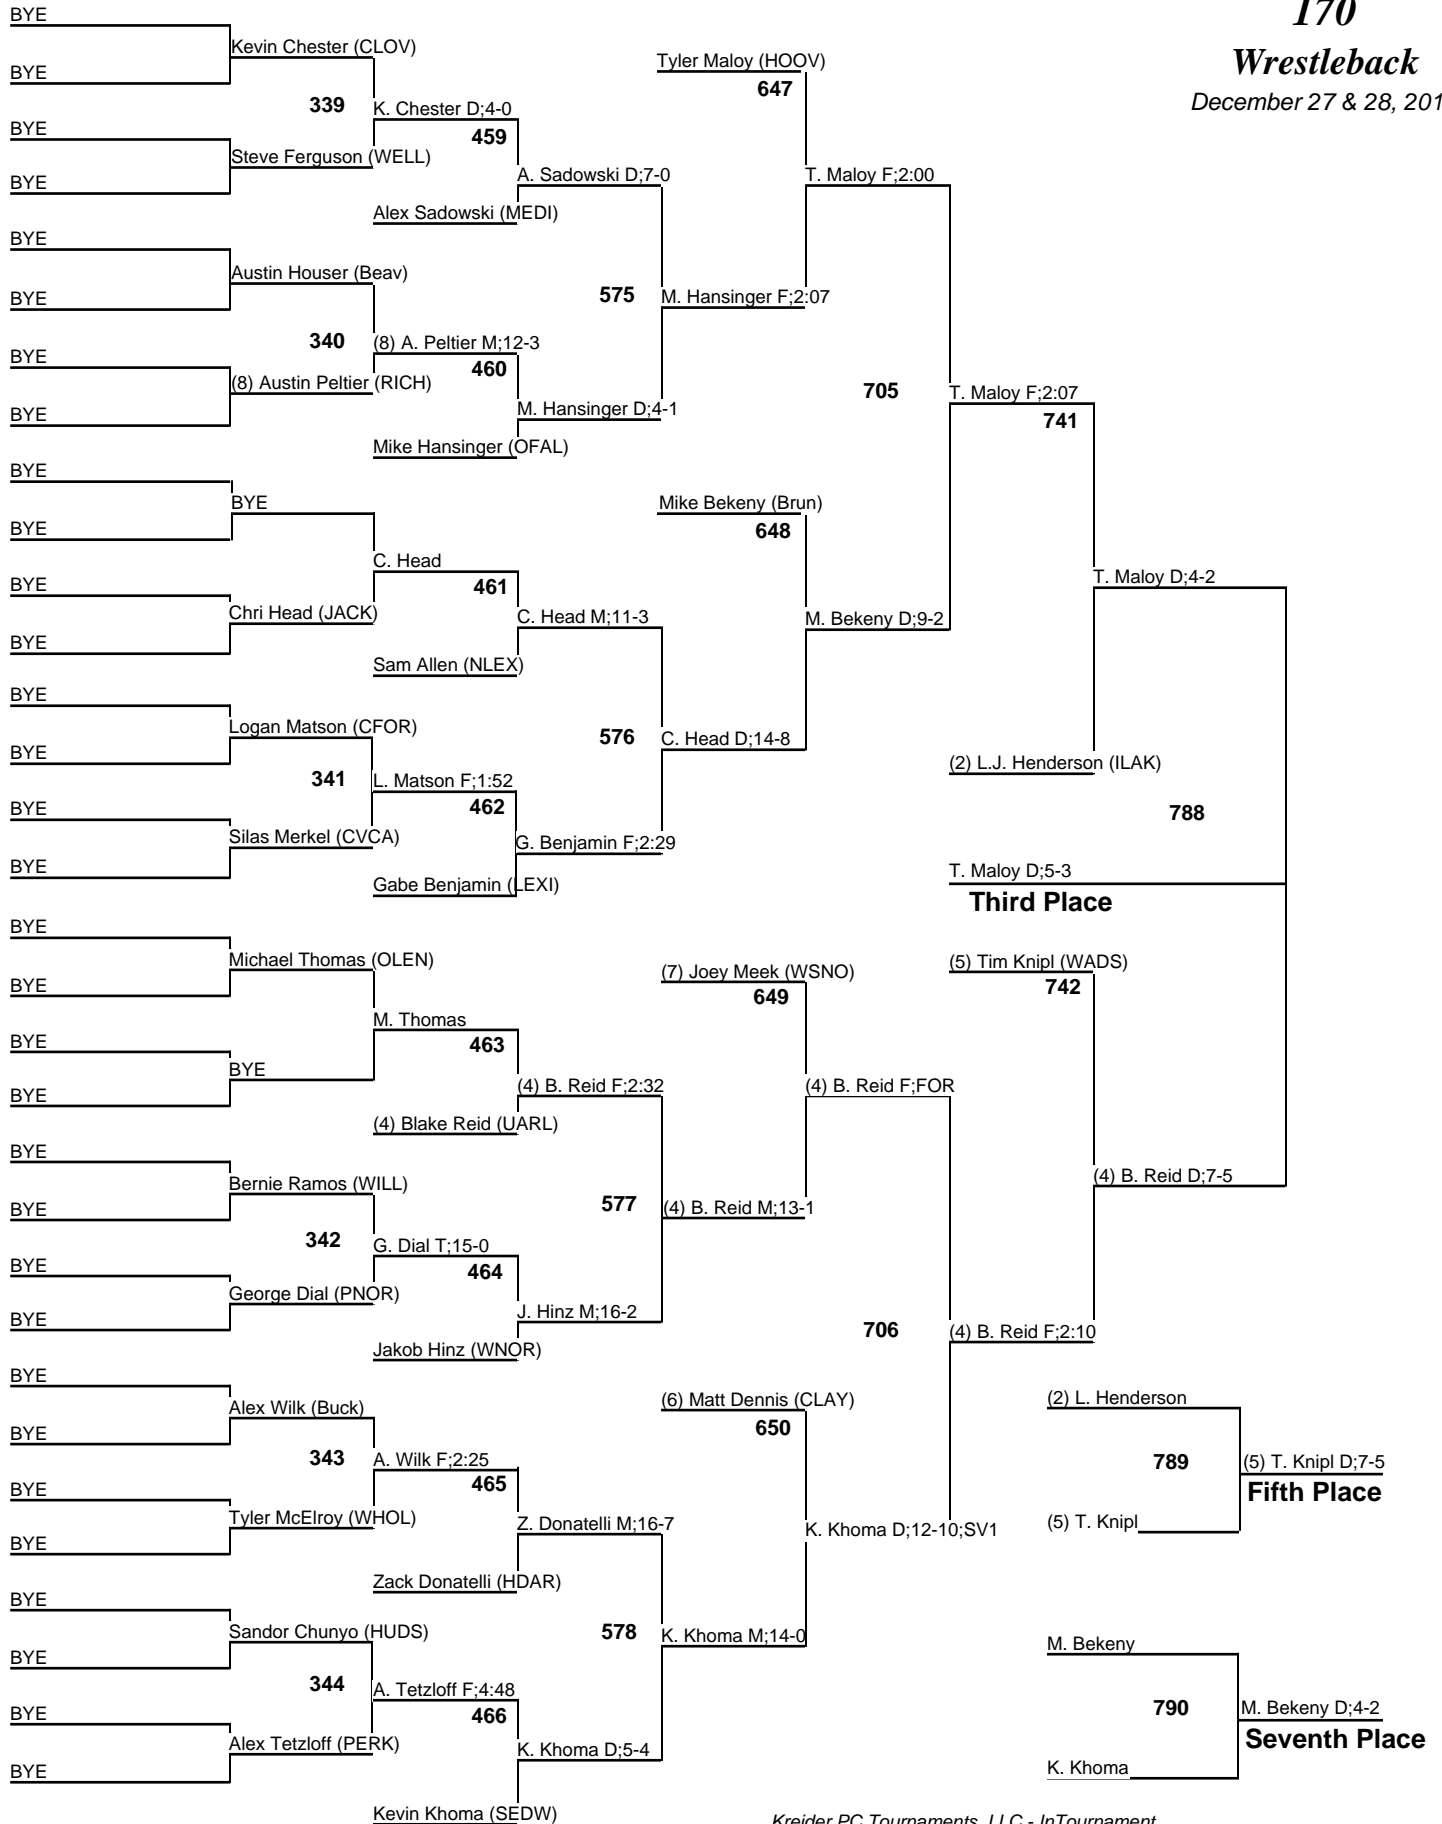 170
Wrestleback
December 27 & 28, 201
BYE
Kevin Chester (CLOV)
BYE
339
K. Chester D;4-0
459
BYE
Steve Ferguson (WELL)
BYE
A. Sadowski D;7-0
Alex Sadowski (MEDI)
BYE
Austin Houser (Beav)
BYE
340
(8) A. Peltier M;12-3
460
BYE
(8) Austin Peltier (RICH)
BYE
M. Hansinger D;4-1
Mike Hansinger (OFAL)
575
M. Hansinger F;2:07
Tyler Maloy (HOOV)
647
T. Maloy F;2:00
BYE
BYE
BYE
C. Head
461
BYE
Chri Head (JACK)
BYE
C. Head M;11-3
Sam Allen (NLEX)
BYE
Logan Matson (CFOR)
BYE
341
L. Matson F;1:52
462
BYE
Silas Merkel (CVCA)
BYE
G. Benjamin F;2:29
Gabe Benjamin (LEXI)
576
C. Head D;14-8
Mike Bekeny (Brun)
648
M. Bekeny D;9-2
705
T. Maloy F;2:07
741
T. Maloy D;4-2
(2) L.J. Henderson (ILAK)
788
T. Maloy D;5-3
Third Place
BYE
Michael Thomas (OLEN)
BYE
M. Thomas
463
BYE
BYE
BYE
(4) B. Reid F;2:32
(4) Blake Reid (UARL)
BYE
Bernie Ramos (WILL)
BYE
342
G. Dial T;15-0
464
BYE
George Dial (PNOR)
BYE
J. Hinz M;16-2
Jakob Hinz (WNOR)
577
(4) B. Reid M;13-1
(7) Joey Meek (WSNO)
649
(4) B. Reid F;FOR
(5) Tim Knipl (WADS)
742
(4) B. Reid D;7-5
706
(4) B. Reid F;2:10
BYE
Alex Wilk (Buck)
BYE
343
A. Wilk F;2:25
465
BYE
Tyler McElroy (WHOL)
BYE
Z. Donatelli M;16-7
Zack Donatelli (HDAR)
BYE
Sandor Chunyo (HUDS)
BYE
344
A. Tetzloff F;4:48
466
BYE
Alex Tetzloff (PERK)
BYE
K. Khoma D;5-4
Kevin Khoma (SEDW)
578
K. Khoma M;14-0
(6) Matt Dennis (CLAY)
650
K. Khoma D;12-10;SV1
(2) L. Henderson
789
(5) T. Knipl D;7-5
Fifth Place
(5) T. Knipl
M. Bekeny
790
M. Bekeny D;4-2
Seventh Place
K. Khoma
Kreider PC Tournaments, LLC - InTournament